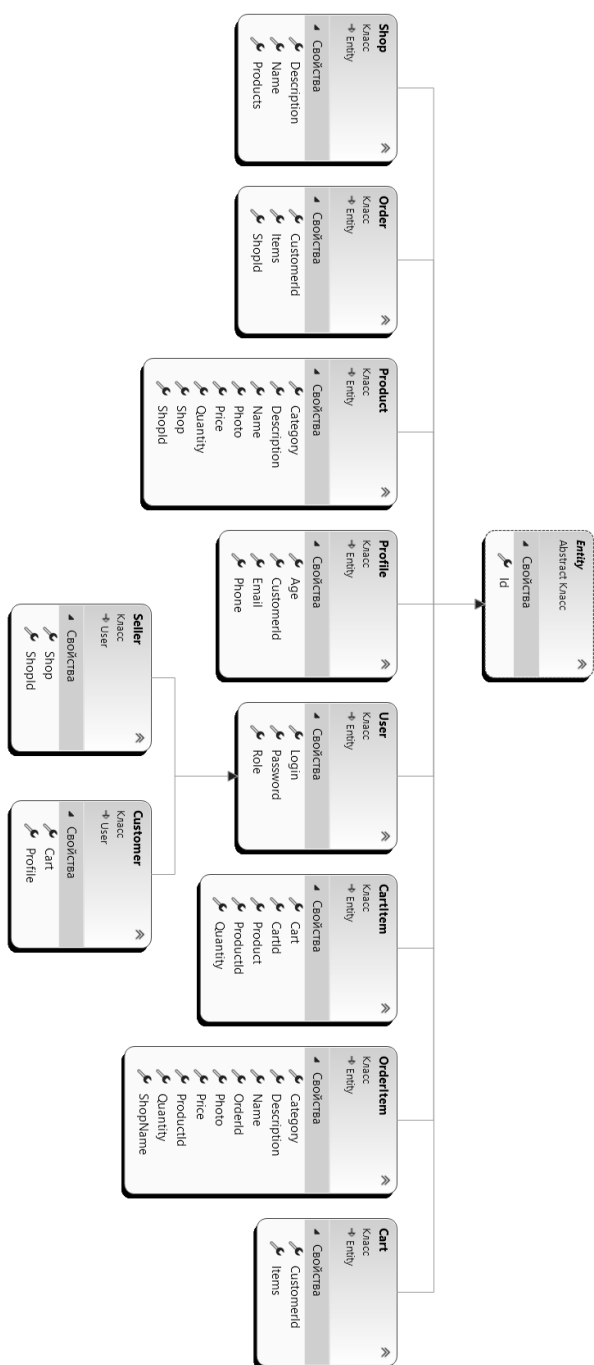 Entity
Abstract Класс
Свойства
Id
Shop
Класс
Entity
Свойства
Description
Name
Products
Order
Класс
Entity
Свойства
CustomerId
Items
ShopId
Product
Класс
Entity
Свойства
Category
Description
Name
Photo
Price
Quantity
Shop
ShopId
Profile
Класс
Entity
Свойства
Age
CustomerId
Email
Phone
User
Класс
Entity
Свойства
Login
Password
Role
CartItem
Класс
Entity
Свойства
Cart
CartId
Product
ProductId
Quantity
OrderItem
Класс
Entity
Свойства
Category
Description
Name
OrderId
Photo
Price
ProductId
Quantity
ShopName
Cart
Класс
Entity
Свойства
CustomerId
Items
Seller
Класс
User
Свойства
Shop
ShopId
Customer
Класс
User
Свойства
Cart
Profile